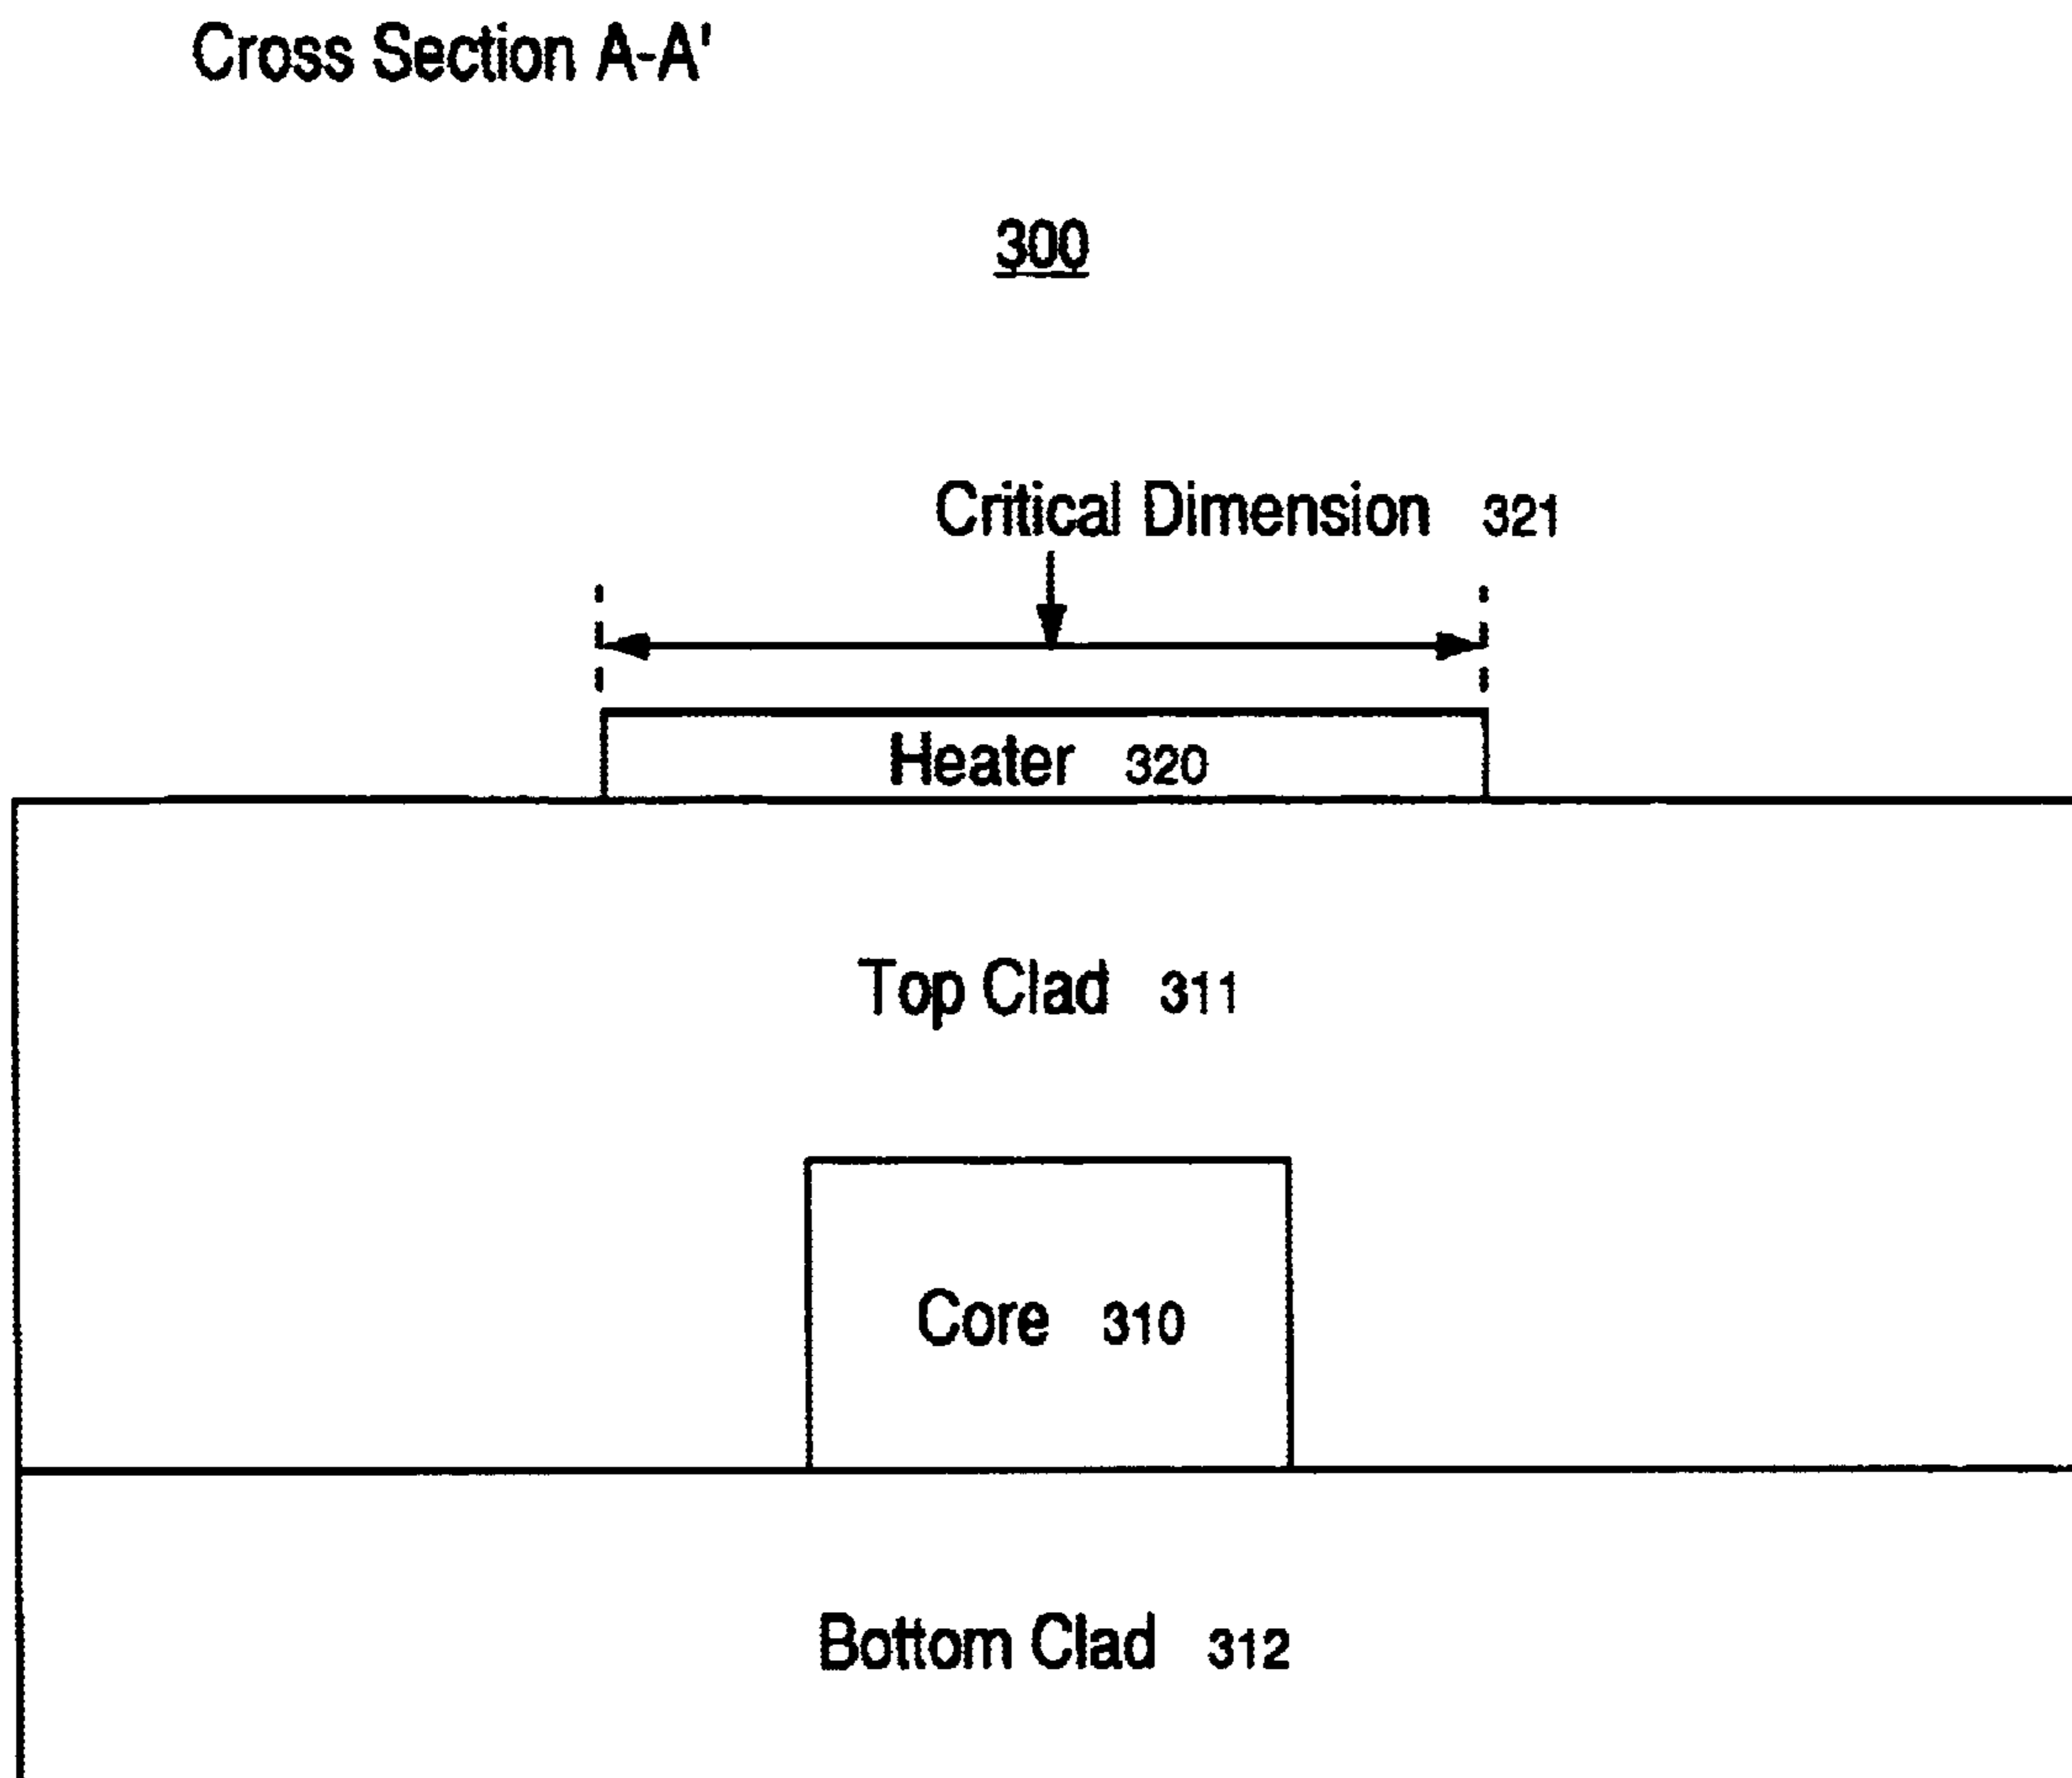 Cross Section A-A'
300
Critical Dimension 321
Heater 320
Top Clad 311
Core 310
Bottom Clad 312